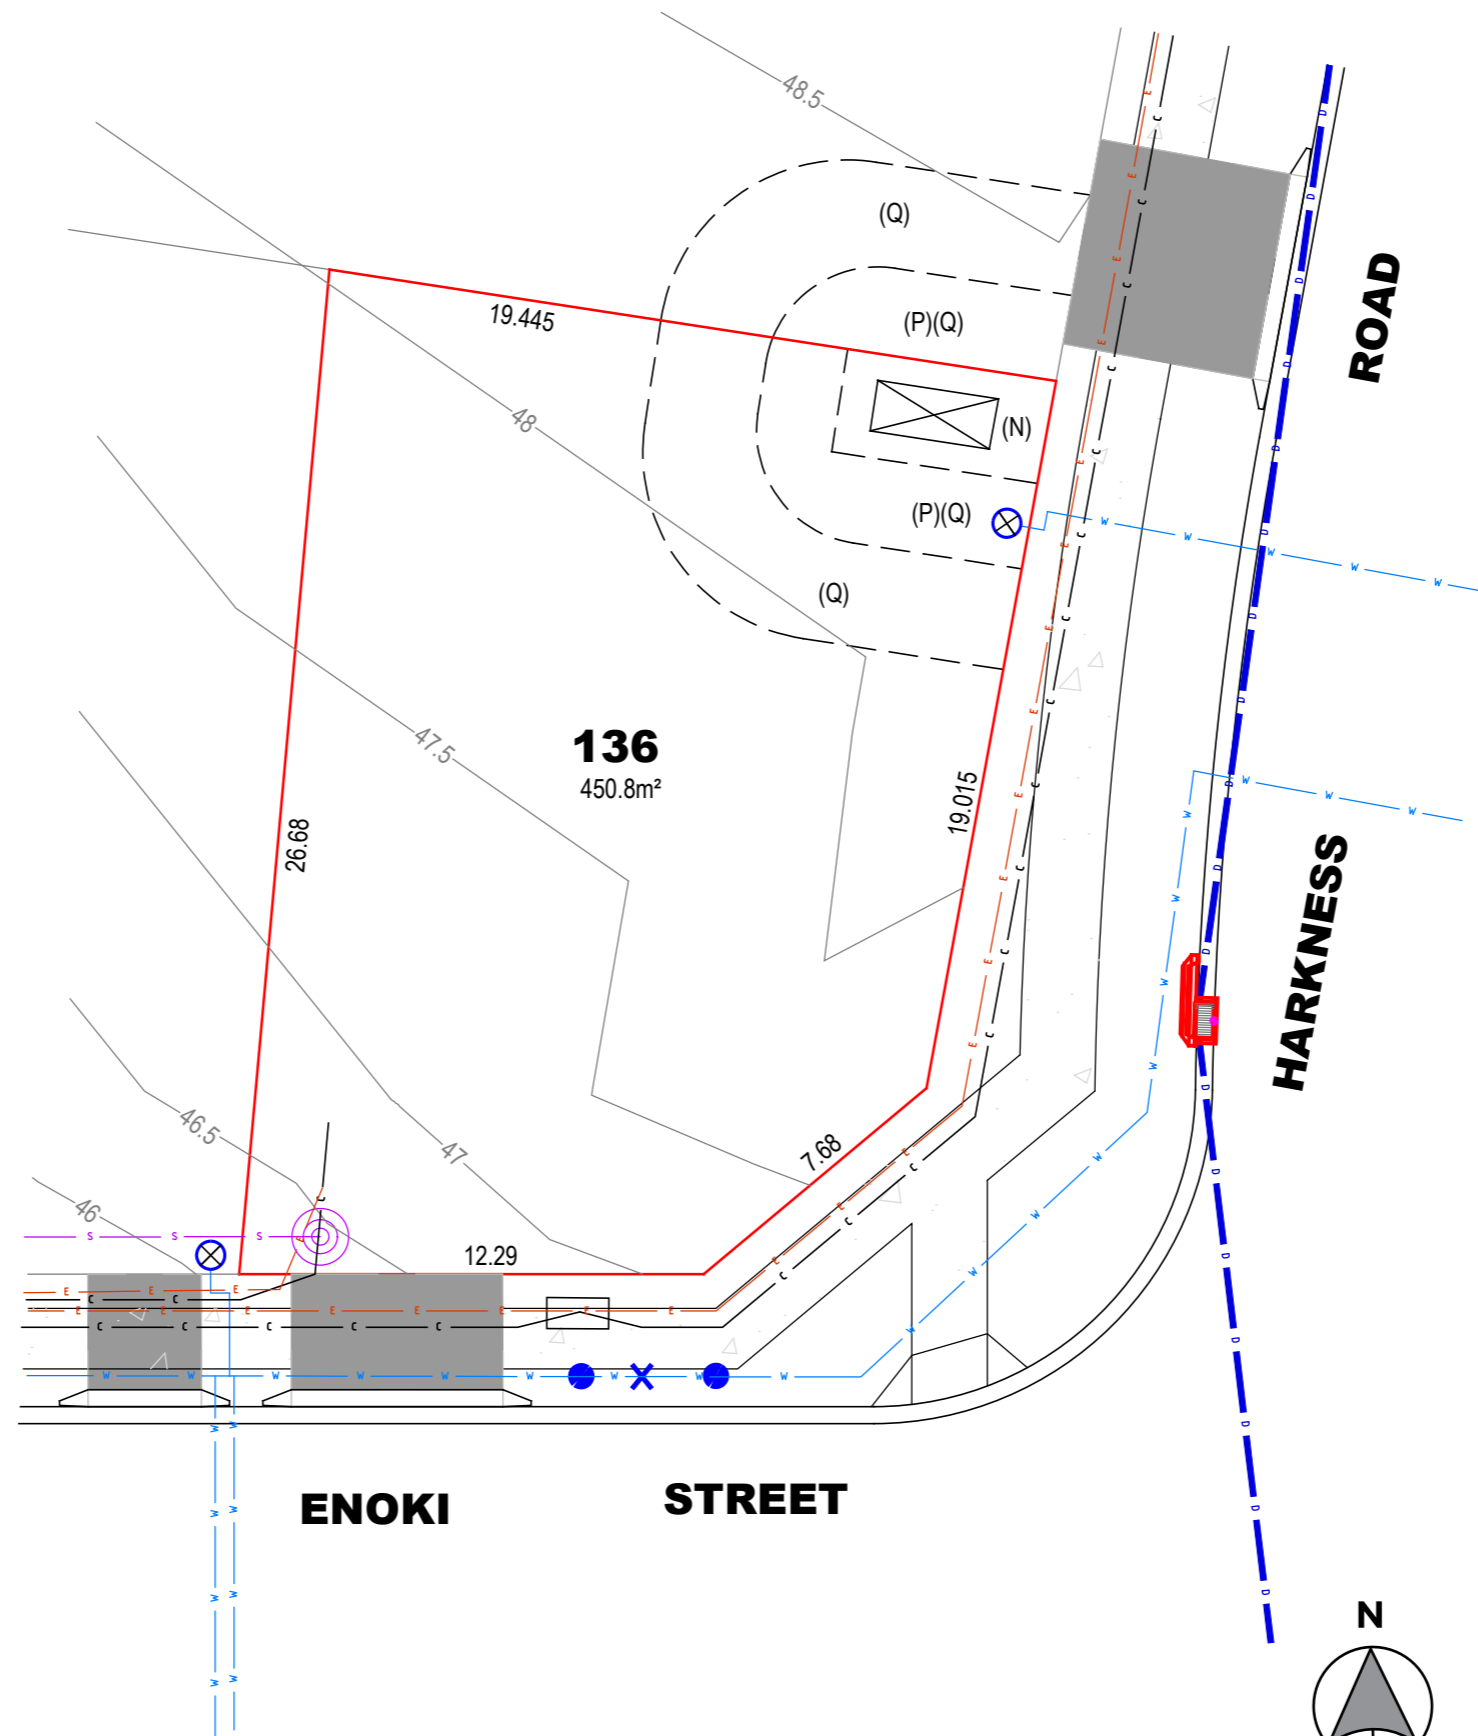 48.5
(Q)
ROAD
19.445
(P)(Q)
48
(N)
(P)(Q)
(Q)
47.5
136
450.8m²
19.015
26.68
HARKNESS
46.5
47
7.68
46
12.29
ENOKI STREET
N